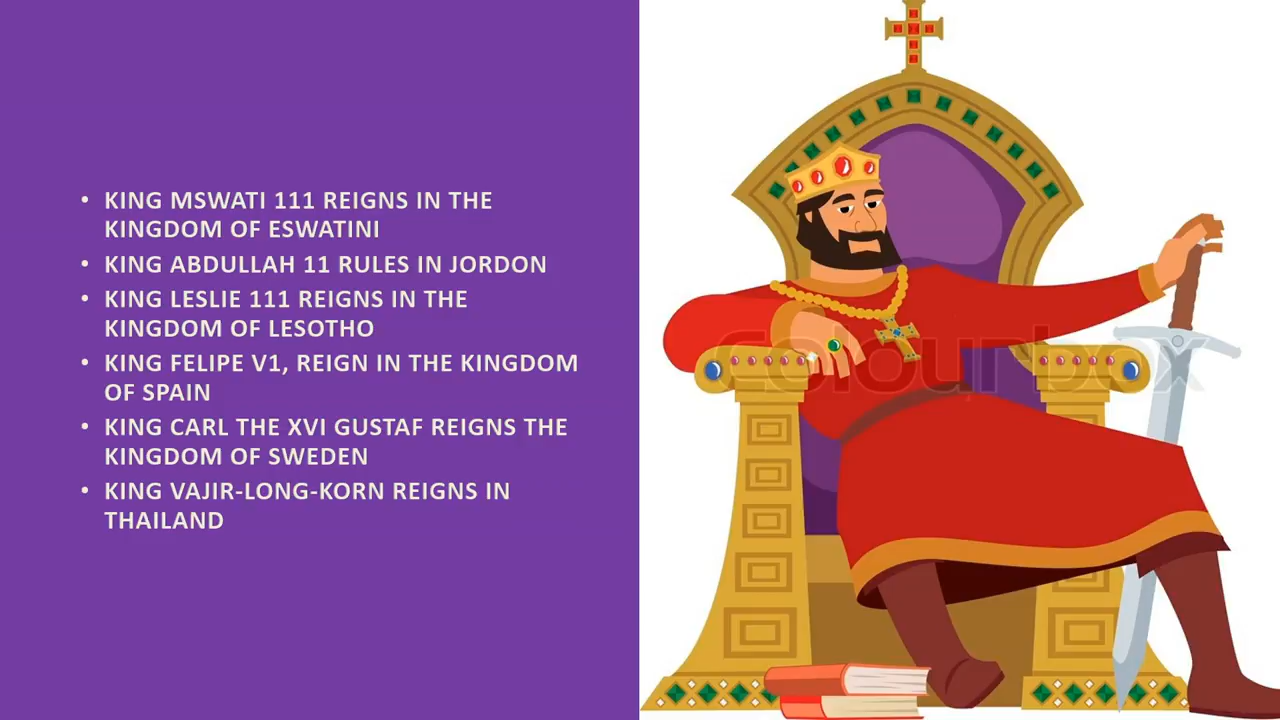 • KING MSWATI 111 REIGNS IN THE
KINGDOM OF ESWATINI
• KING ABDULLAH 11 RULES IN JORDON
• KING LESLIE 111 REIGNS IN THE
KINGDOM OF LESOTHO
• KING FELIPE V1, REIGN IN THE KINGDOM
OF SPAIN
• KING CARL THE XVI GUSTAF REIGNS THE
KINGDOM OF SWEDEN
• KING VAJIR-LONG-KORN REIGNS IN
THAILAND
colourbox